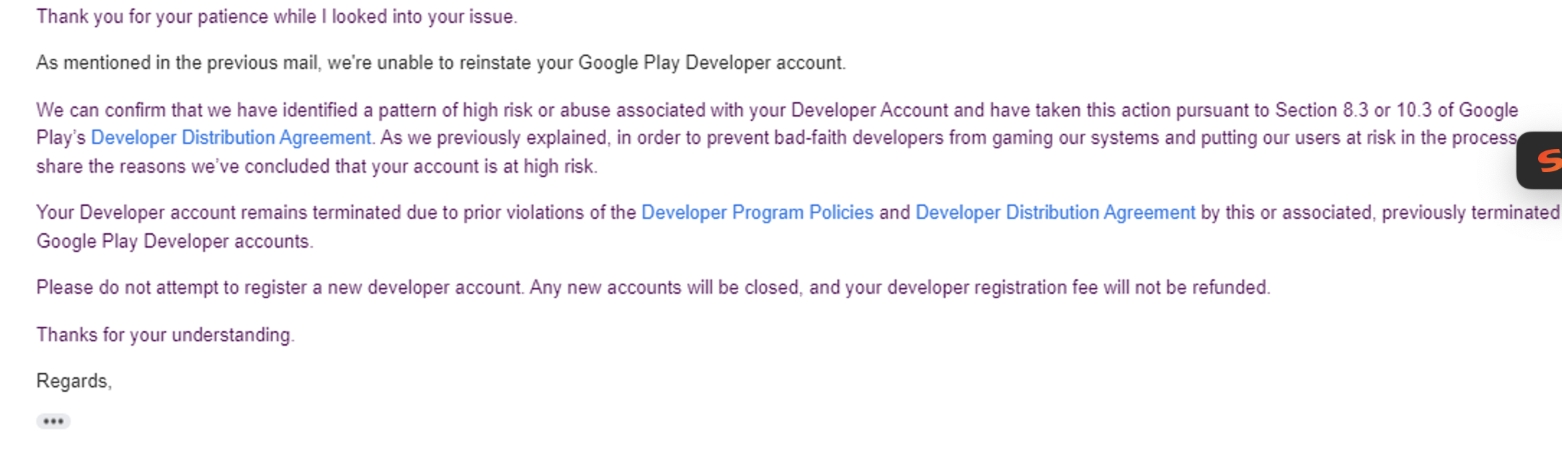 Thank you for your patience while I looked into your issue.
As mentioned in the previous mail, we're unable to reinstate your Google Play Developer account.
We can confirm that we have identified a pattern of high risk or abuse associated with your Developer Account and have taken this action pursuant to Section 8.3 or 10.3 of Google
Play's Developer Distribution Agreement. As we previously explained, in order to prevent bad-faith developers from gaming our systems and putting our users at risk in the process
share the reasons we've concluded that your account is at high risk.
Your Developer account remains terminated due to prior violations of the Developer Program Policies and Developer Distribution Agreement by this or associated, previously terminated
Google Play Developer accounts.
Please do not attempt to register a new developer account. Any new accounts will be closed, and your developer registration fee will not be refunded.
Thanks for your understanding.
Regards,